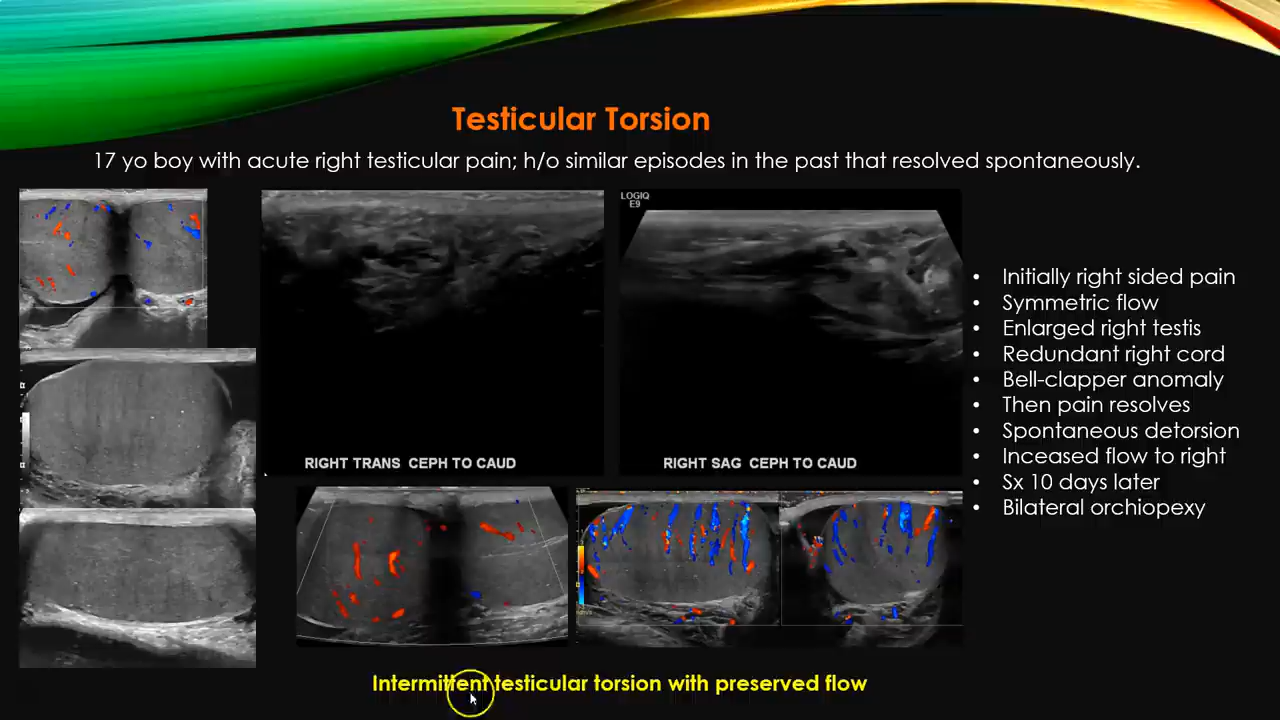 Testicular Torsion
17 yo boy with acute right testicular pain; h/o similar episodes in the past that resolved spontaneously.
LOGIQ
E9
RIGHT TRANS CEPH TO CAUD
RIGHT SAG CEPH TO CAUD
• Initially right sided pain
• Symmetric flow
• Enlarged right testis
• Redundant right cord
• Bell-clapper anomaly
• Then pain resolves
• Spontaneous detorsion
• Inceased flow to right
• Sx 10 days later
• Bilateral orchiopexy
Intermittent testicular torsion with preserved flow